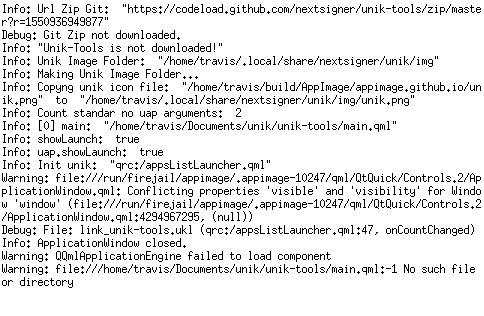 Info: Url Zip Git:  "https://codeload.github.com/nextsigner/unik-tools/zip/maste
r?r=1550936949877"
Debug: Git Zip not downloaded.
Info: "Unik-Tools is not downloaded!"
Info: Unik Image Folder:  "/home/travis/.local/share/nextsigner/unik/img"
Info: Making Unik Image Folder...
Info: Copyng unik icon file:  "/home/travis/build/AppImage/appimage.github.io/un
ik.png"  to  "/home/travis/.local/share/nextsigner/unik/img/unik.png"
Info: Count standar no uap arguments:  2
Info: [0] main:  "/home/travis/Documents/unik/unik-tools/main.qml"
Info: showLaunch:  true
Info: uap.showLaunch:  true
Info: Init unik:  "qrc:/appsListLauncher.qml"
Warning: file:///run/firejail/appimage/.appimage-10247/qml/QtQuick/Controls.2/Ap
plicationWindow.qml: Conflicting properties 'visible' and 'visibility' for Windo
w 'window' (file:///run/firejail/appimage/.appimage-10247/qml/QtQuick/Controls.2
/ApplicationWindow.qml:4294967295, (null))
Debug: File: link_unik-tools.ukl (qrc:/appsListLauncher.qml:47, onCountChanged)
Info: ApplicationWindow closed.
Warning: QQmlApplicationEngine failed to load component
Warning: file:///home/travis/Documents/unik/unik-tools/main.qml:-1 No such file
or directory